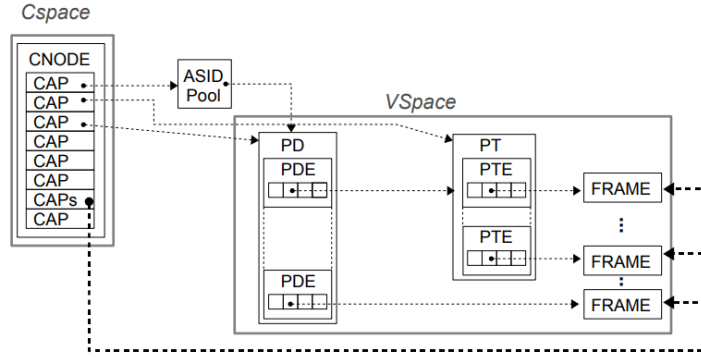 Cspace
CNODE
CAP
CAP
CAP
CAP
CAP
CAP
CAPs
CAP
ASID
Pool
VSpace
PD
PDE
PDE
PT
PTE
PTE
FRAME
FRAME
FRAME